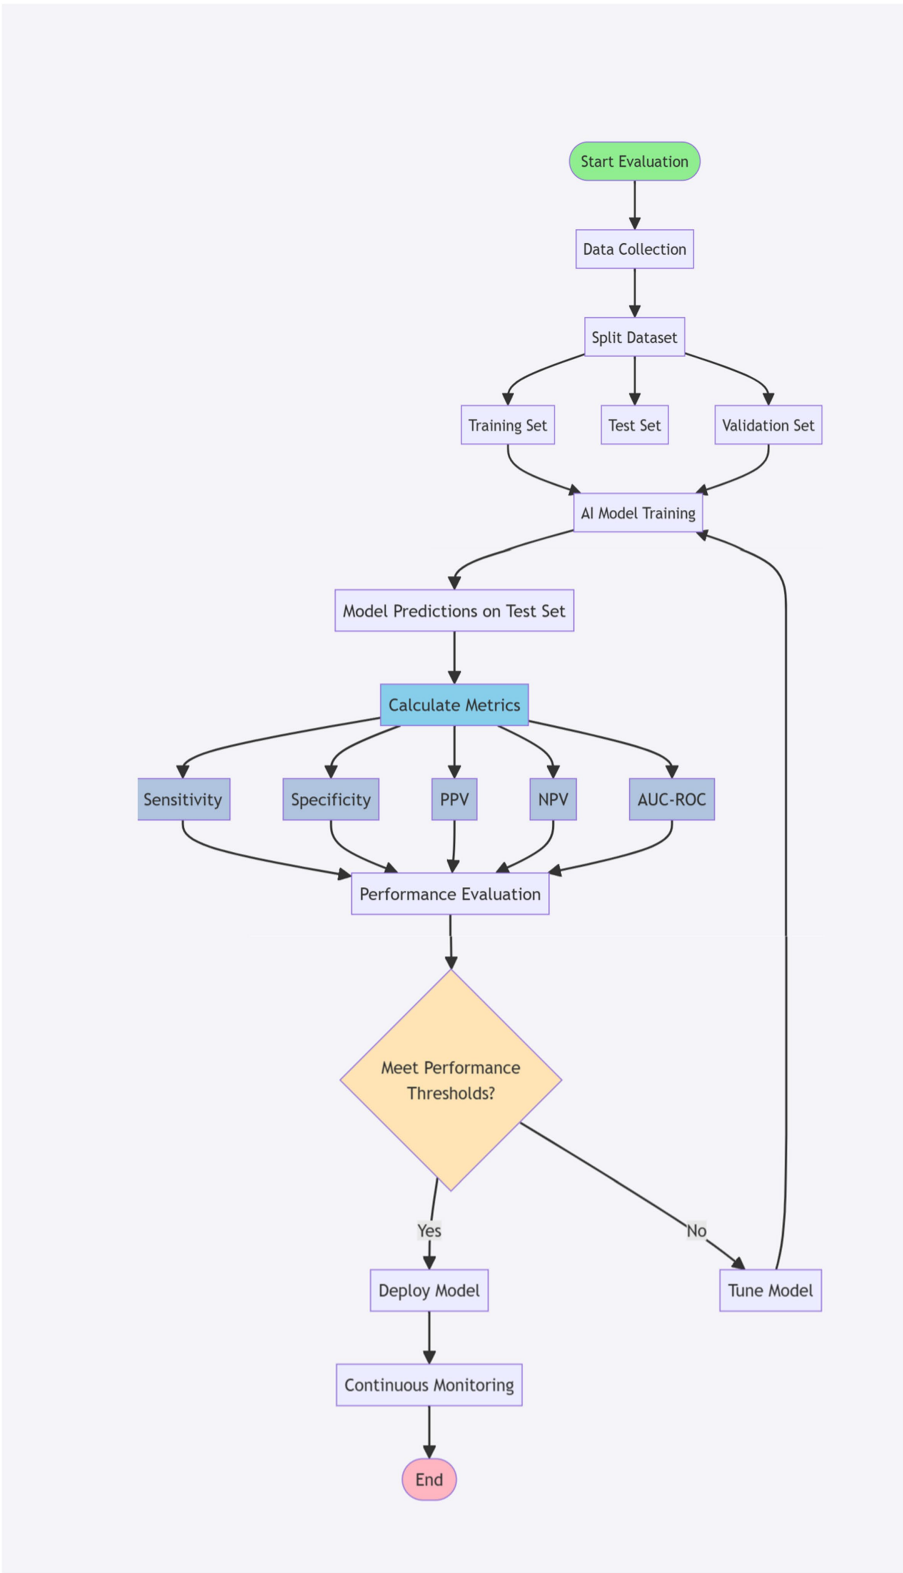 Start Evaluation
Data Collection
Split Dataset
Training Set
Test Set
Validation Set
AI Model Training
Model Predictions on Test Set
Calculate Metrics
Sensitivity
Specificity
PPV
NPV
AUC-ROC
Performance Evaluation
Meet Performance
Thresholds?
Yes
No
Deploy Model
Tune Model
Continuous Monitoring
End